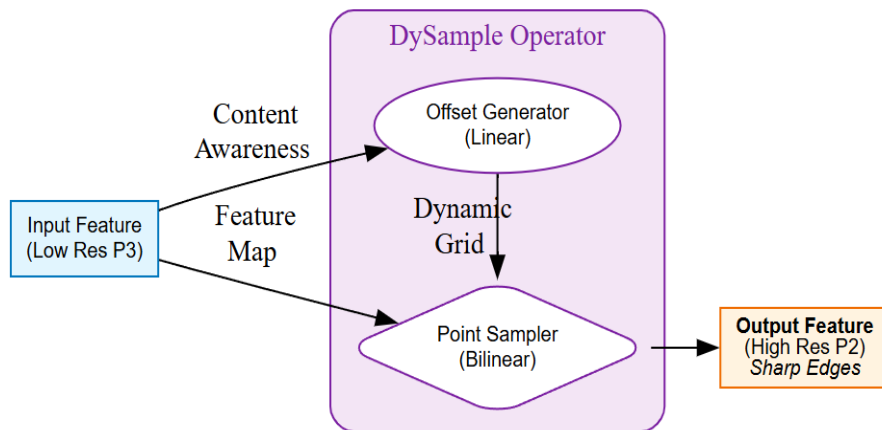 DySample Operator
Offset Generator
(Linear)
Content
Awareness
Input Feature
(Low Res P3)
Feature
Map
Dynamic
Grid
Point Sampler
(Bilinear)
Output Feature
(High Res P2)
Sharp Edges